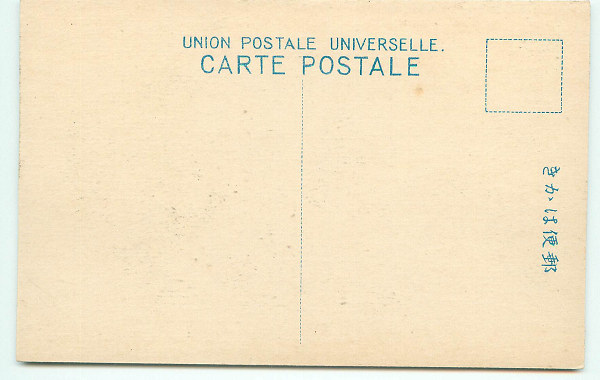 UNION POSTALE UNIVERSELLE.
CARTE POSTALE
きがは便郵